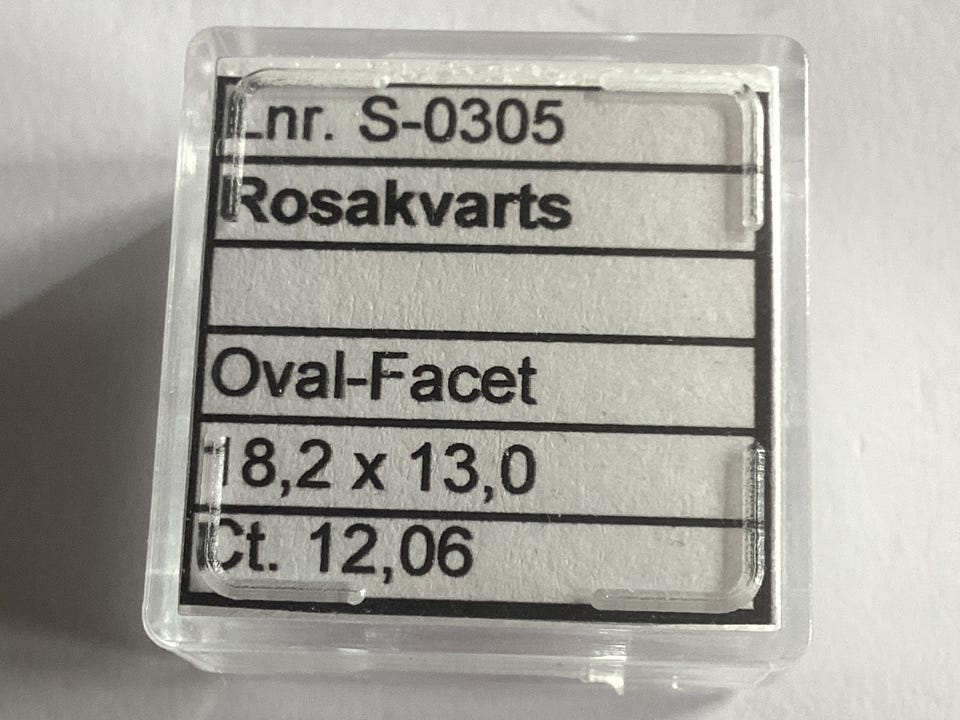 Lnr. S-0305
Rosakvarts
Oval-Facet
18,2 x 13,0
Ct. 12,06